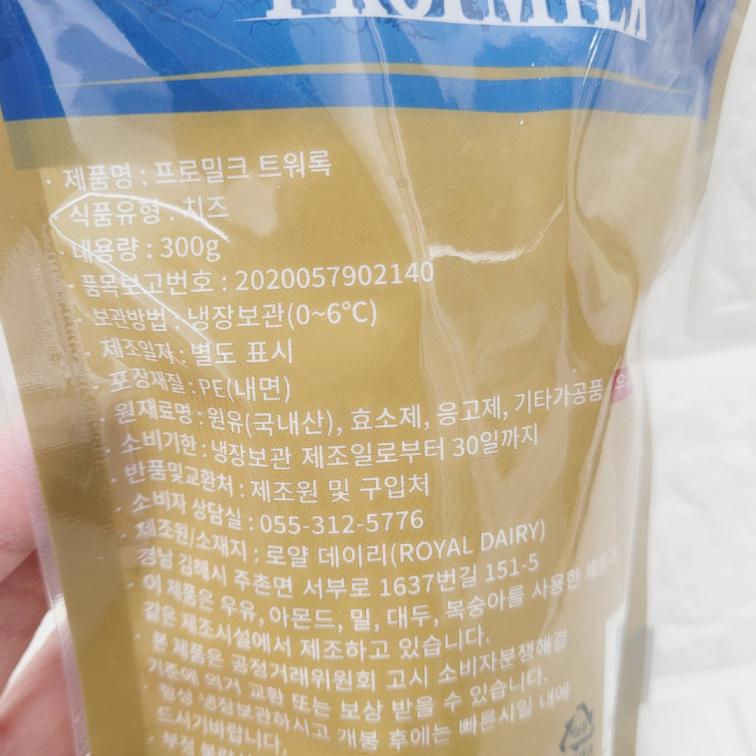 PROMILK
· 제품명 : 프로밀크 트워록
· 식품유형 : 치즈
· 내용량 : 300g
· 품목보고번호 : 2020057902140
· 보관방법 : 냉장보관(0~6℃)
· 제조일자 : 별도 표시
· 포장재질 : PE(내면)
· 원재료명 : 원유(국내산), 효소제, 응고제, 기타가공품
· 소비기한 : 냉장보관 제조일로부터 30일까지
· 반품및교환처 : 제조원 및 구입처
· 소비자 상담실 : 055-312-5776
· 제조원/소재지 : 로얄 데이리(ROYAL DAIRY)
경남 김해시 주촌면 서부로 1637번길 151-5
· 이 제품은 우유, 아몬드, 밀, 대두, 복숭아를 사용한
같은 제조시설에서 제조하고 있습니다.
· 본 제품은 공정거래위원회 고시 소비자분쟁해결
기준에 의거 교환 또는 보상 받을 수 있습니다.
· 항상 냉장보관하시고 개봉 후에는 빠른시일 내에
드시기바랍니다.
· 부정